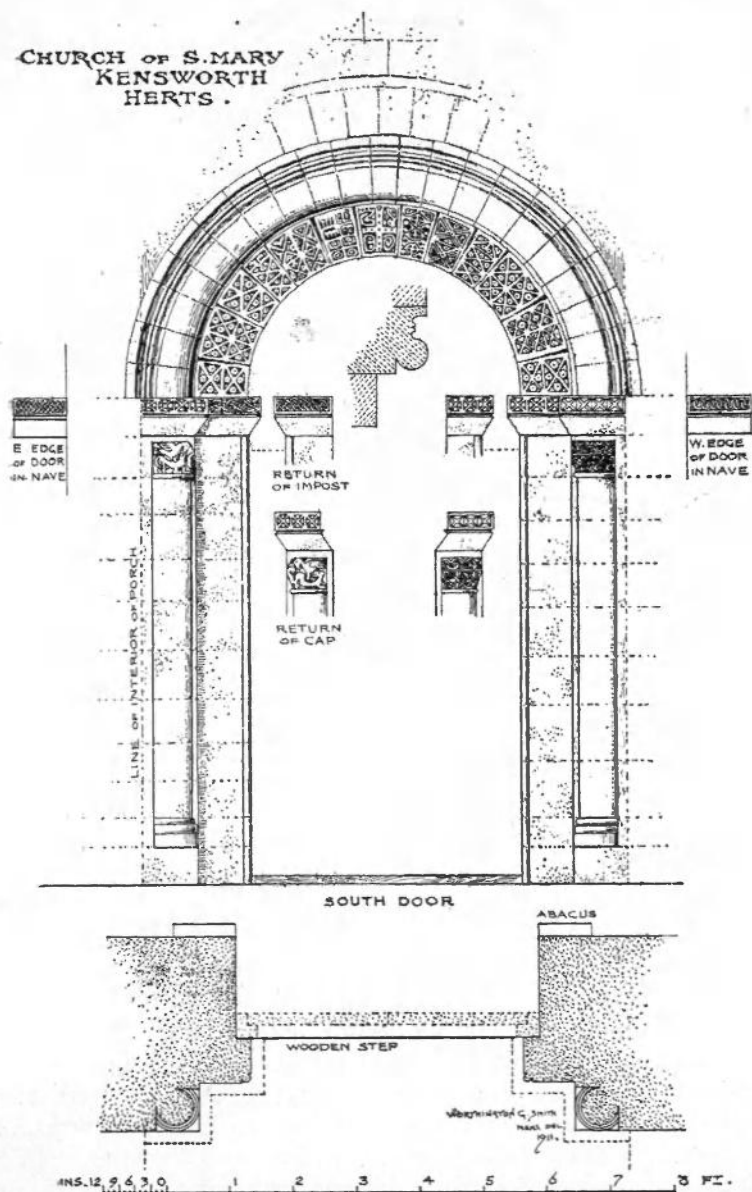 CHURCH OF S. MARY
KENSWORTH
HERTS.
E EDGE
OF DOOR
IN NAVE
W. EDGE
OF DOOR
IN NAVE
RETURN
OF IMPOST
RETURN
OF CAP
LINE OF INTERIOR OF PORCH
SOUTH DOOR
ABACUS
WOODEN STEP
WORTHINGTON G. SMITH
1911.
INS. 12, 9, 6, 3, 0 1 2 3 4 5 6 7 8 FT.